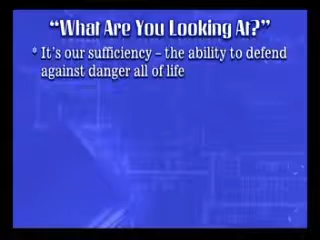 “What Are You Looking At?”
* It's our sufficiency – the ability to defend
against danger all of life